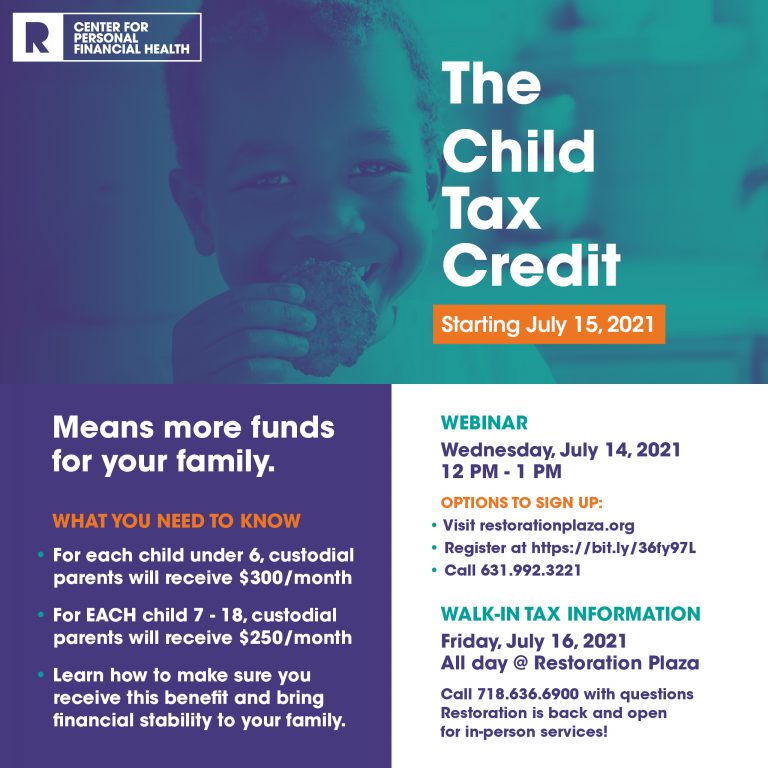 R
CENTER FOR
PERSONAL
FINANCIAL HEALTH
The
Child
Tax
Credit
Starting July 15, 2021
Means more funds
for your family.
WHAT YOU NEED TO KNOW
• For each child under 6, custodial
parents will receive $300/month
• For EACH child 7 - 18, custodial
parents will receive $250/month
• Learn how to make sure you
receive this benefit and bring
financial stability to your family.
WEBINAR
Wednesday, July 14, 2021
12 PM - 1 PM
OPTIONS TO SIGN UP:
• Visit restorationplaza.org
• Register at https://bit.ly/36fy97L
• Call 631.992.3221
WALK-IN TAX INFORMATION
Friday, July 16, 2021
All day @ Restoration Plaza
Call 718.636.6900 with questions
Restoration is back and open
for in-person services!